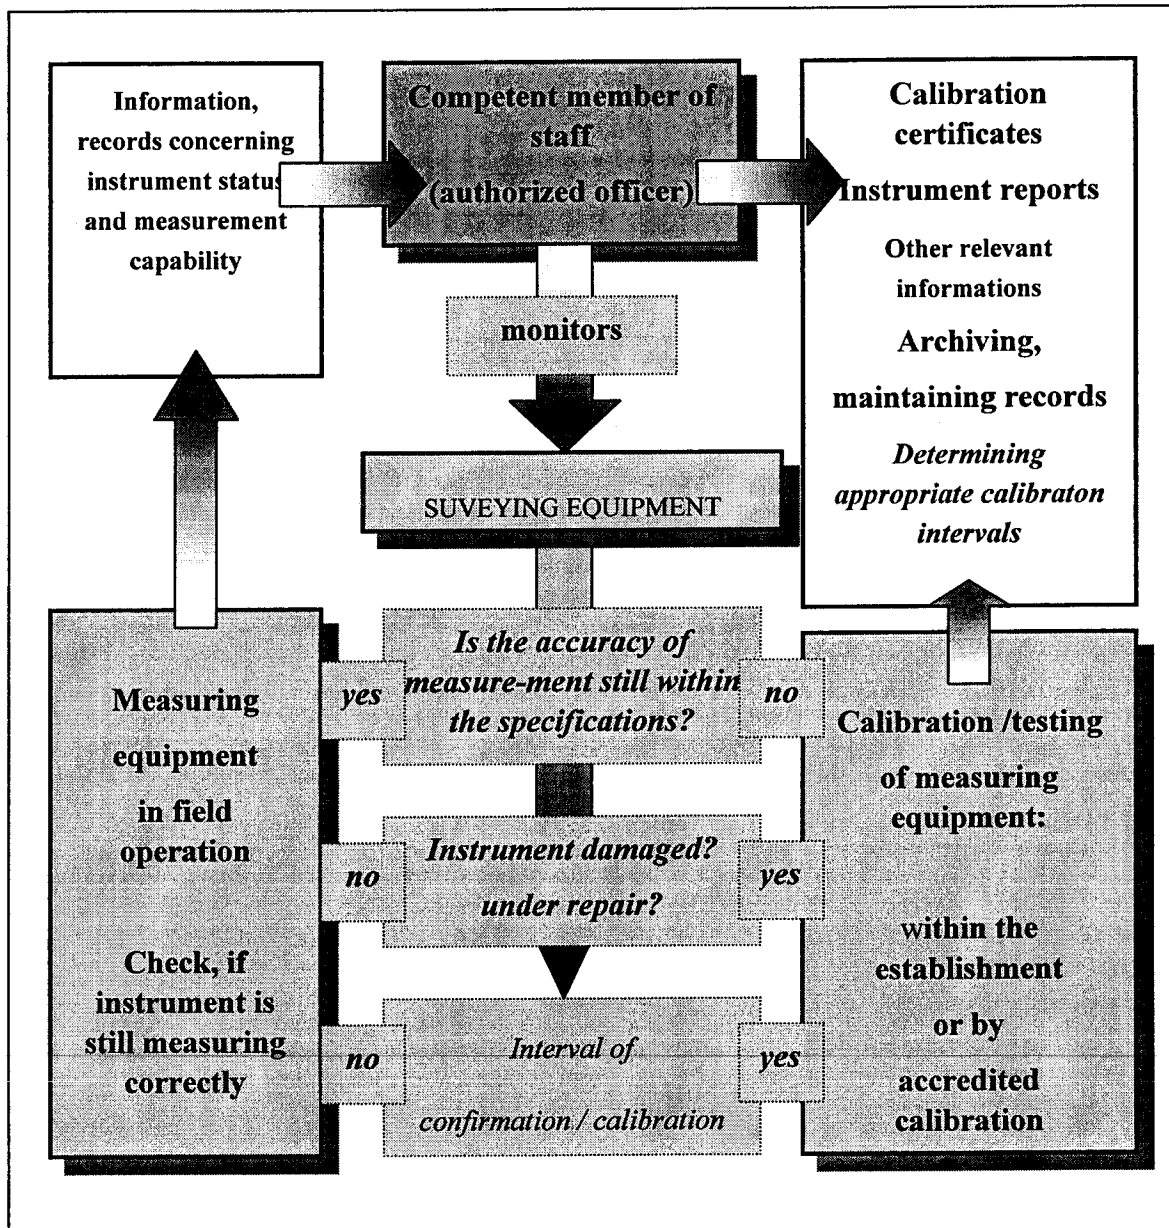 Information,
records concerning
instrument status
and measurement
capability
Competent member of
staff
(authorized officer)
Calibration
certificates
Instrument reports
Other relevant
informations
Archiving,
maintaining records
Determining
appropriate calibraton
intervals
monitors
SUVEYING EQUIPMENT
Is the accuracy of
measure-ment still within
the specifications?
yes
no
Measuring
equipment
in field
operation
Check, if
instrument is
still measuring
correctly
Instrument damaged?
under repair?
no
yes
Interval of
confirmation / calibration
no
yes
Calibration /testing
of measuring
equipment:
within the
establishment
or by
accredited
calibration